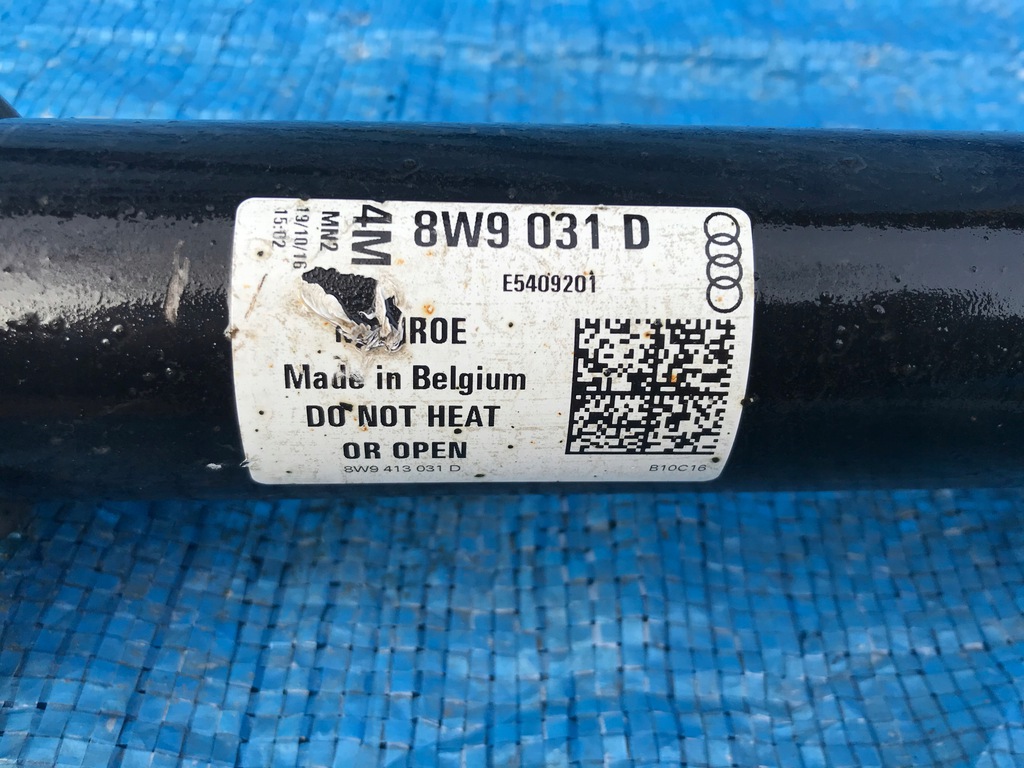 8W9 031 D
4M
MN2
19/10/16
15:02
E5409201
Made in Belgium
DO NOT HEAT
OR OPEN
8W9 413 031 D
B10C16